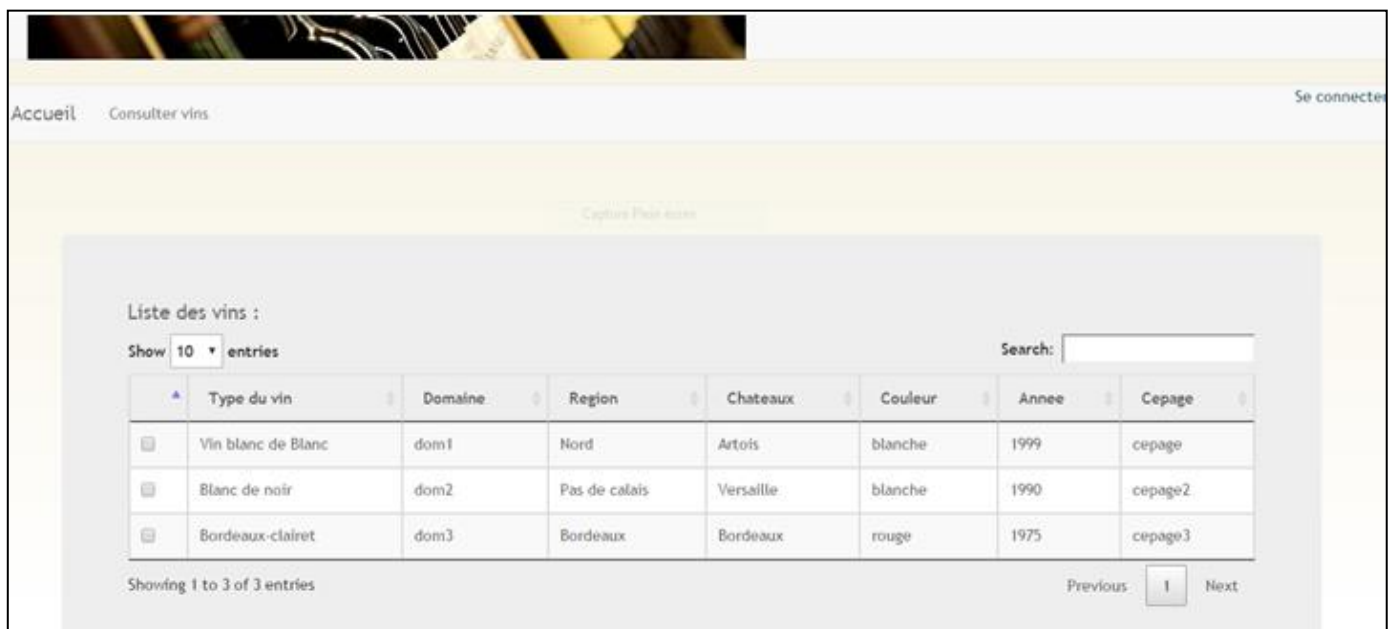 Se connecter
Accueil Consulter vins
Capture Plein écran
Liste des vins :
Show 10 entries Search:
Type du vin Domaine Region Chateaux Couleur Annee Cepage
Vin blanc de Blanc dom1 Nord Artois blanche 1999 cepage
Blanc de noir dom2 Pas de calais Versaille blanche 1990 cepage2
Bordeaux-clairet dom3 Bordeaux Bordeaux rouge 1975 cepage3
Showing 1 to 3 of 3 entries Previous 1 Next